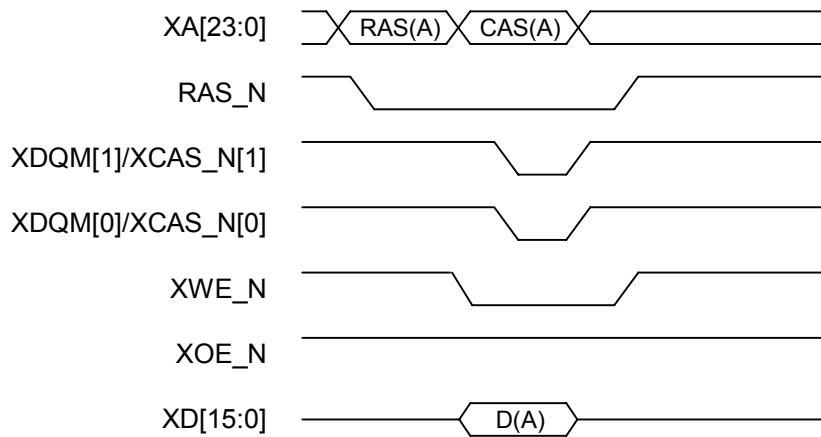 XA[23:0] RAS(A) CAS(A)
RAS_N
XDQM[1]/XCAS_N[1]
XDQM[0]/XCAS_N[0]
XWE_N
XOE_N
XD[15:0] D(A)